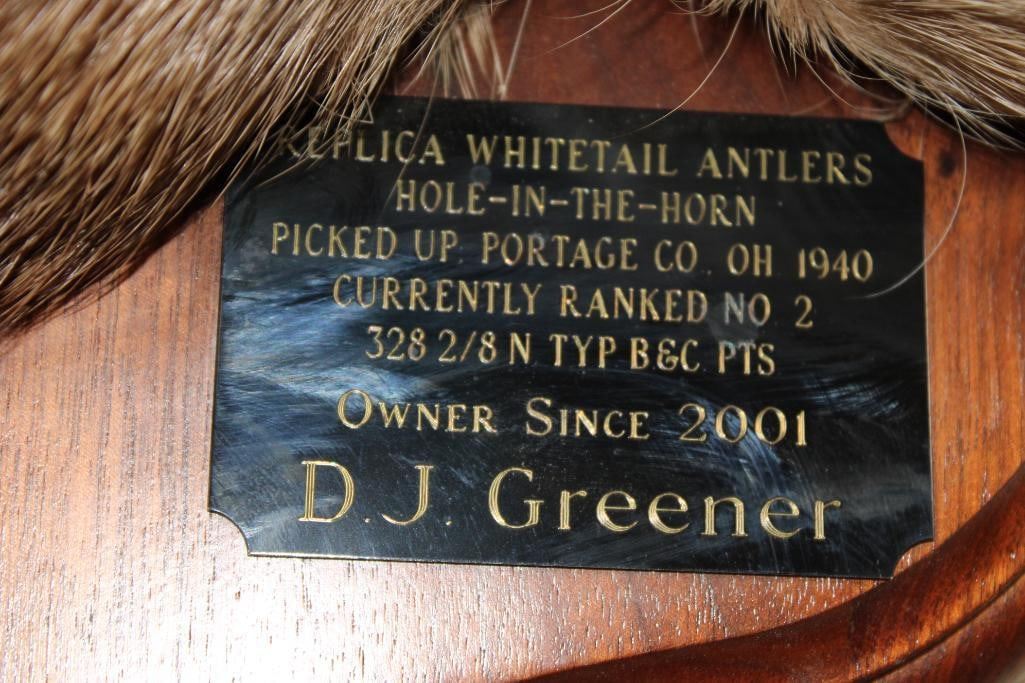 REPLICA WHITETAIL ANTLERS
HOLE-IN-THE-HORN
PICKED UP PORTAGE CO. OH 1940
CURRENTLY RANKED NO 2
328 2/8 N TYP B&C PTS
OWNER SINCE 2001
D.J. Greener